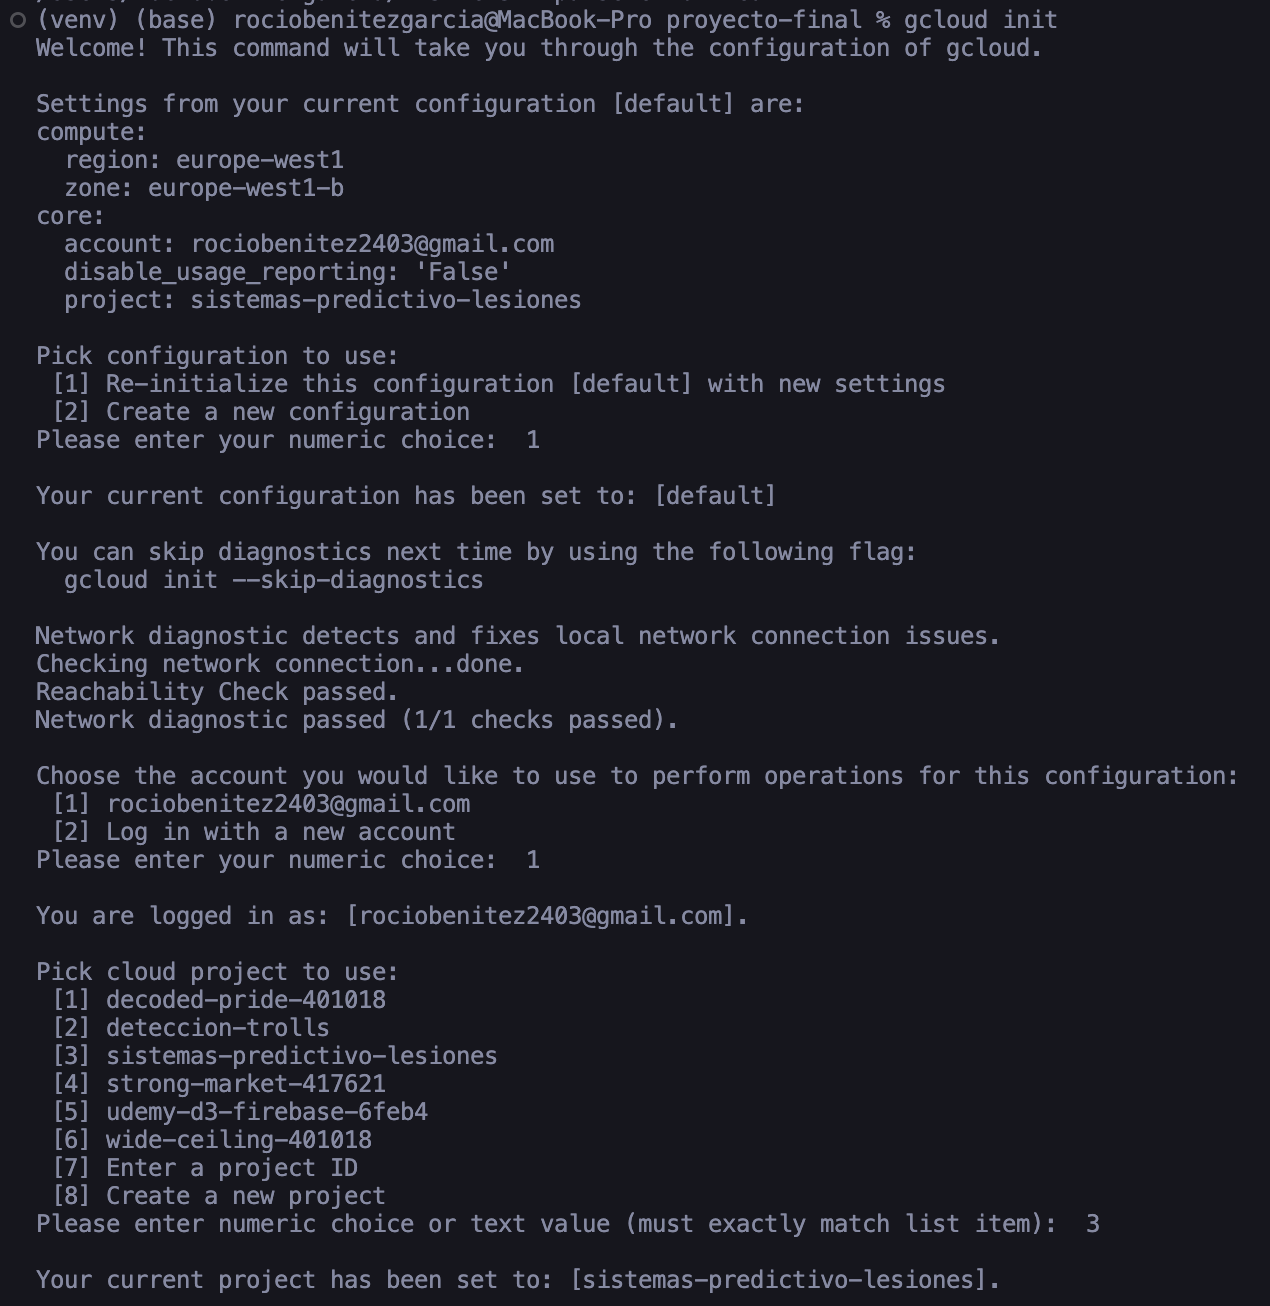 (venv) (base) rociobenitezgarcia@MacBook-Pro proyecto-final % gcloud init
Welcome! This command will take you through the configuration of gcloud.
Settings from your current configuration [default] are:
compute:
  region: europe-west1
  zone: europe-west1-b
core:
  account: rociobenitez2403@gmail.com
  disable_usage_reporting: 'False'
  project: sistemas-predictivo-lesiones
Pick configuration to use:
 [1] Re-initialize this configuration [default] with new settings
 [2] Create a new configuration
Please enter your numeric choice:  1
Your current configuration has been set to: [default]
You can skip diagnostics next time by using the following flag:
  gcloud init --skip-diagnostics
Network diagnostic detects and fixes local network connection issues.
Checking network connection...done.
Reachability Check passed.
Network diagnostic passed (1/1 checks passed).
Choose the account you would like to use to perform operations for this configuration:
 [1] rociobenitez2403@gmail.com
 [2] Log in with a new account
Please enter your numeric choice:  1
You are logged in as: [rociobenitez2403@gmail.com].
Pick cloud project to use:
 [1] decoded-pride-401018
 [2] deteccion-trolls
 [3] sistemas-predictivo-lesiones
 [4] strong-market-417621
 [5] udemy-d3-firebase-6feb4
 [6] wide-ceiling-401018
 [7] Enter a project ID
 [8] Create a new project
Please enter numeric choice or text value (must exactly match list item):  3
Your current project has been set to: [sistemas-predictivo-lesiones].